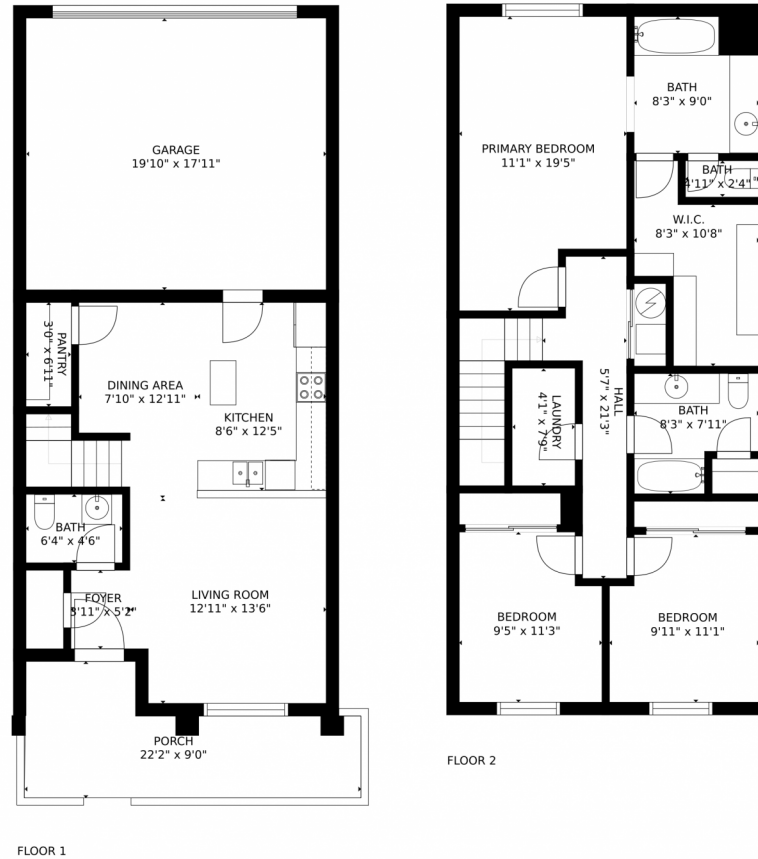 GARAGE
19'10" x 17'11"
PANTRY
3'0" x 6'11"
DINING AREA
7'10" x 12'11"
KITCHEN
8'6" x 12'5"
BATH
6'4" x 4'6"
FOYER
x 5'2"
LIVING ROOM
12'11" x 13'6"
PORCH
22'2" x 9'0"
FLOOR 1
PRIMARY BEDROOM
11'1" x 19'5"
BATH
8'3" x 9'0"
BATH
4'11" x 2'4"
W.I.C.
8'3" x 10'8"
HALL
5'7" x 21'3"
LAUNDRY
4'1" x 7'9"
BATH
8'3" x 7'11"
BEDROOM
9'5" x 11'3"
BEDROOM
9'11" x 11'1"
FLOOR 2